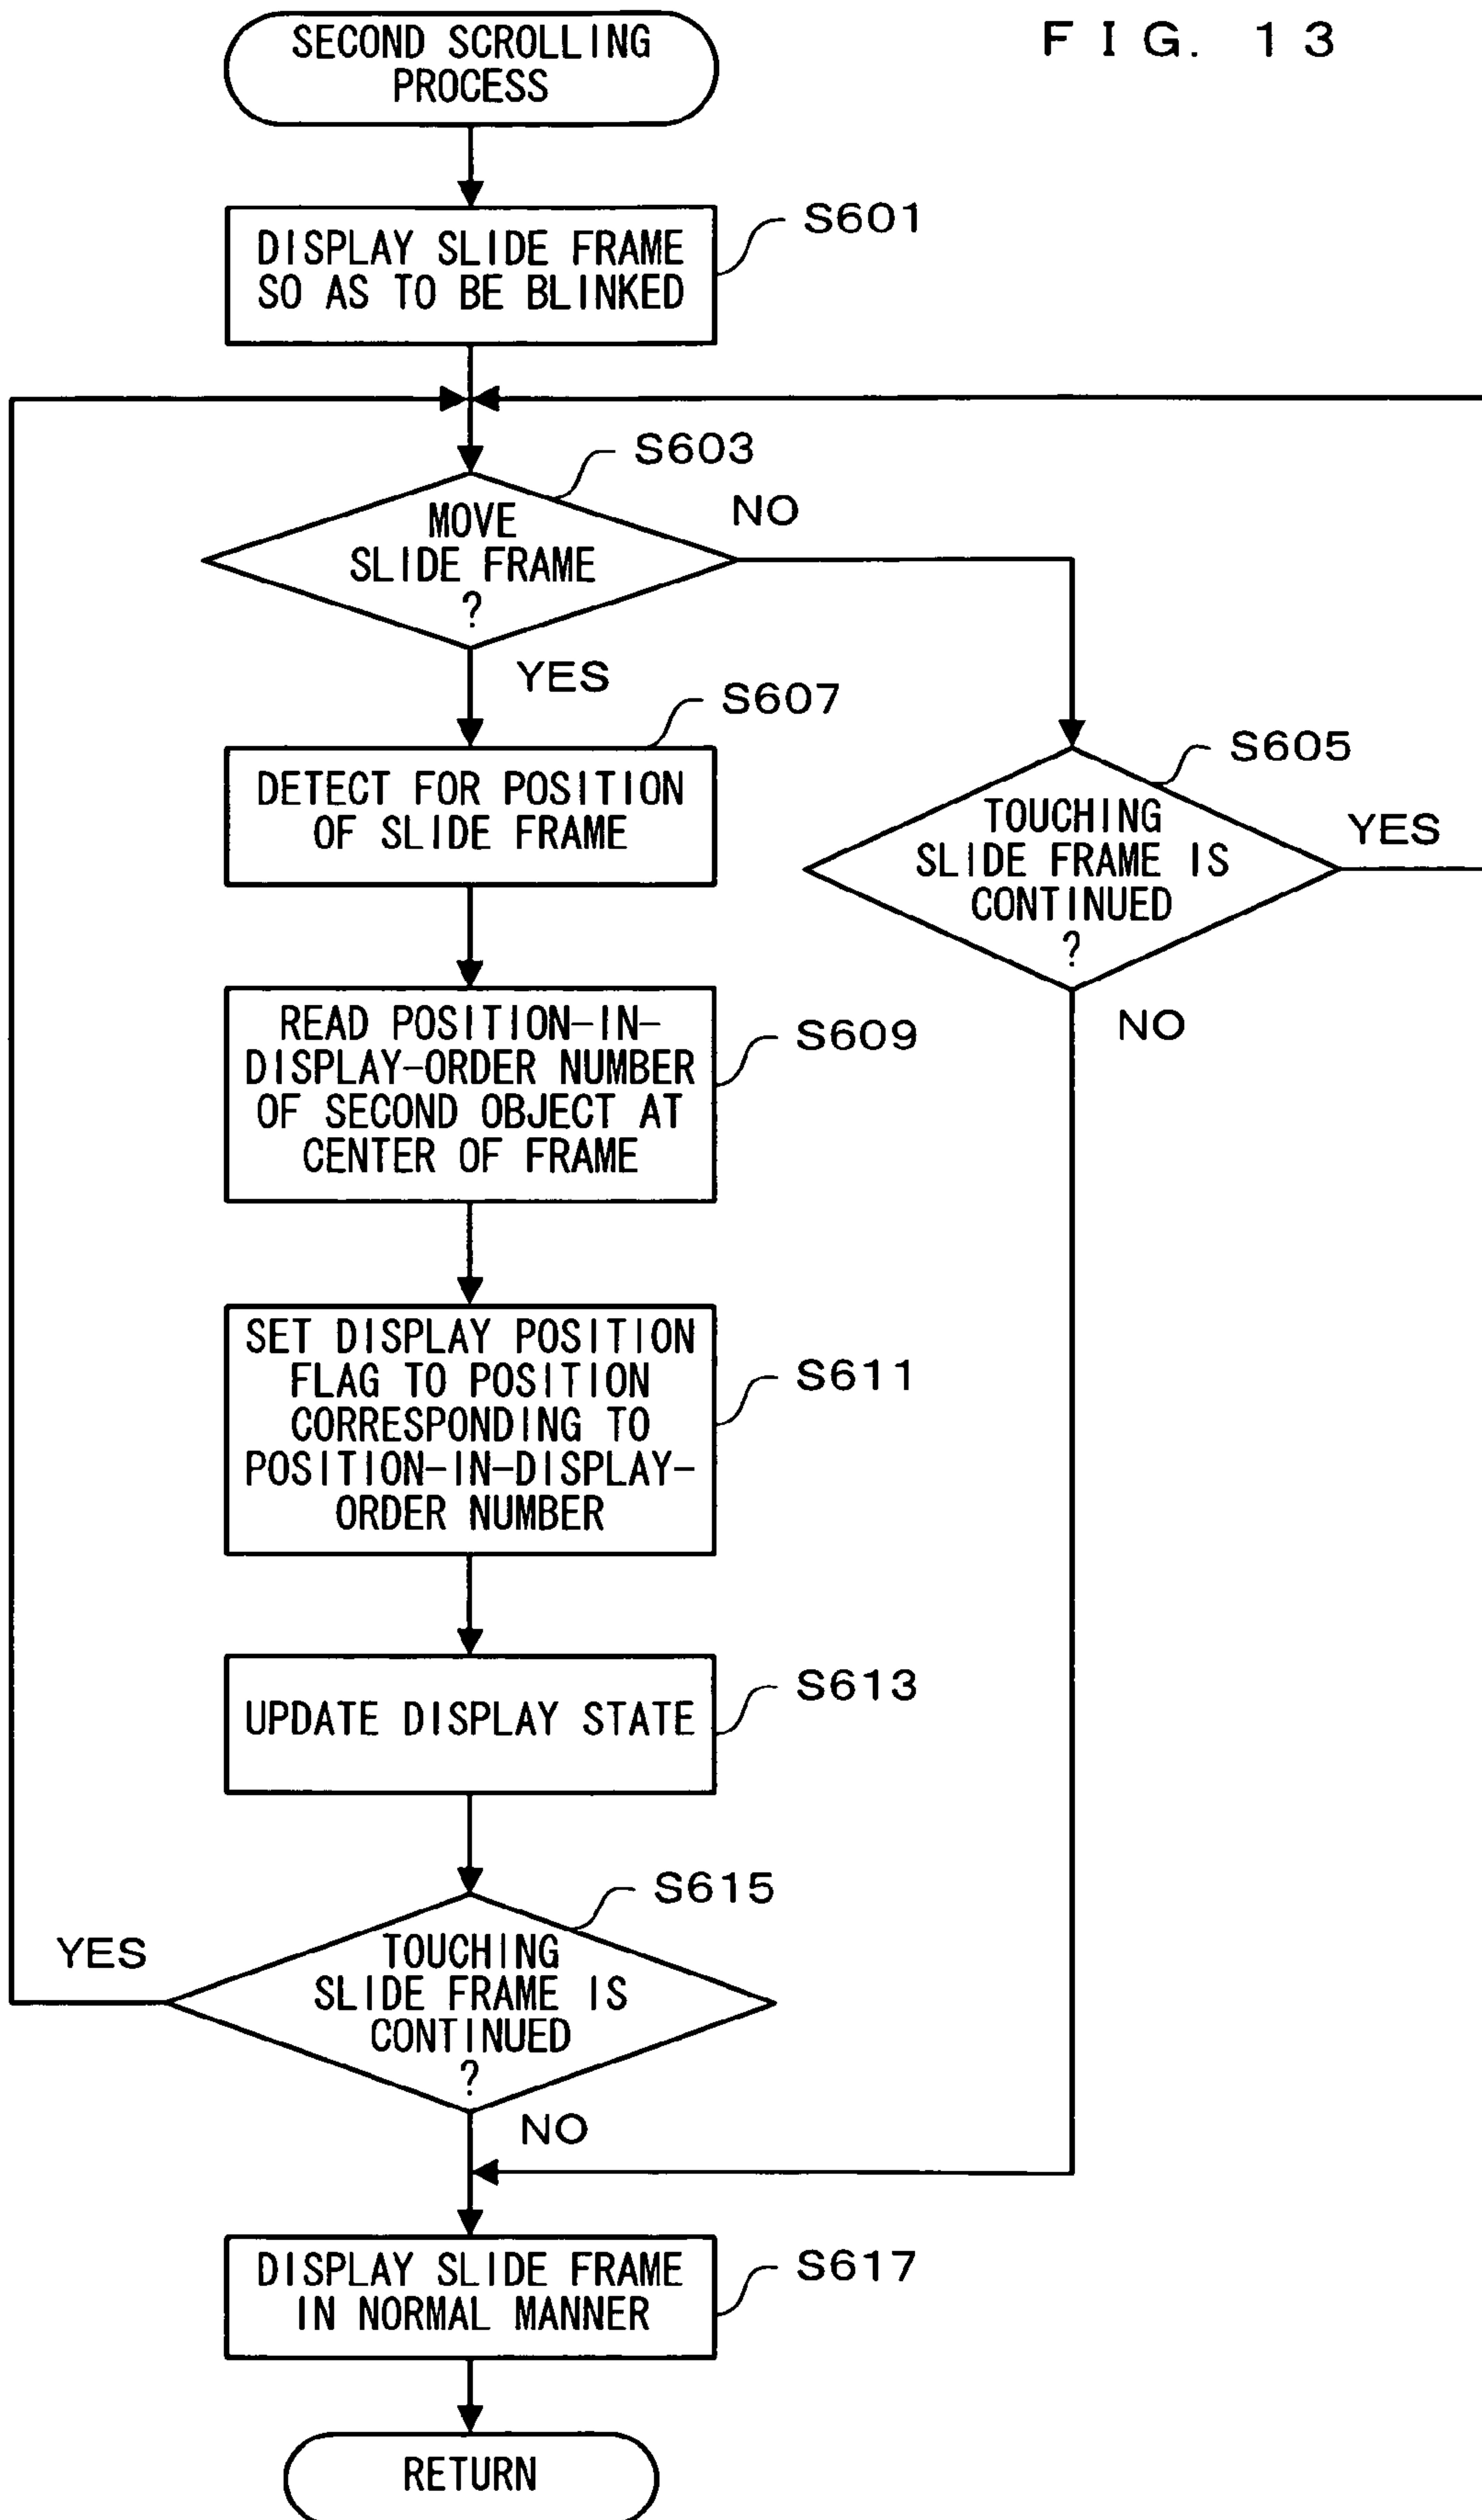 SECOND SCROLLING
PROCESS
FIG. 13
S601
DISPLAY SLIDE FRAME
SO AS TO BE BLINKED
S603
MOVE
SLIDE FRAME
?
NO
YES
S607
DETECT FOR POSITION
OF SLIDE FRAME
S605
TOUCHING
SLIDE FRAME IS
CONTINUED
?
YES
NO
READ POSITION-IN-
DISPLAY-ORDER NUMBER
OF SECOND OBJECT AT
CENTER OF FRAME
S609
SET DISPLAY POSITION
FLAG TO POSITION
CORRESPONDING TO
POSITION-IN-DISPLAY-
ORDER NUMBER
S611
UPDATE DISPLAY STATE
S613
S615
TOUCHING
SLIDE FRAME IS
CONTINUED
?
YES
NO
DISPLAY SLIDE FRAME
IN NORMAL MANNER
S617
RETURN